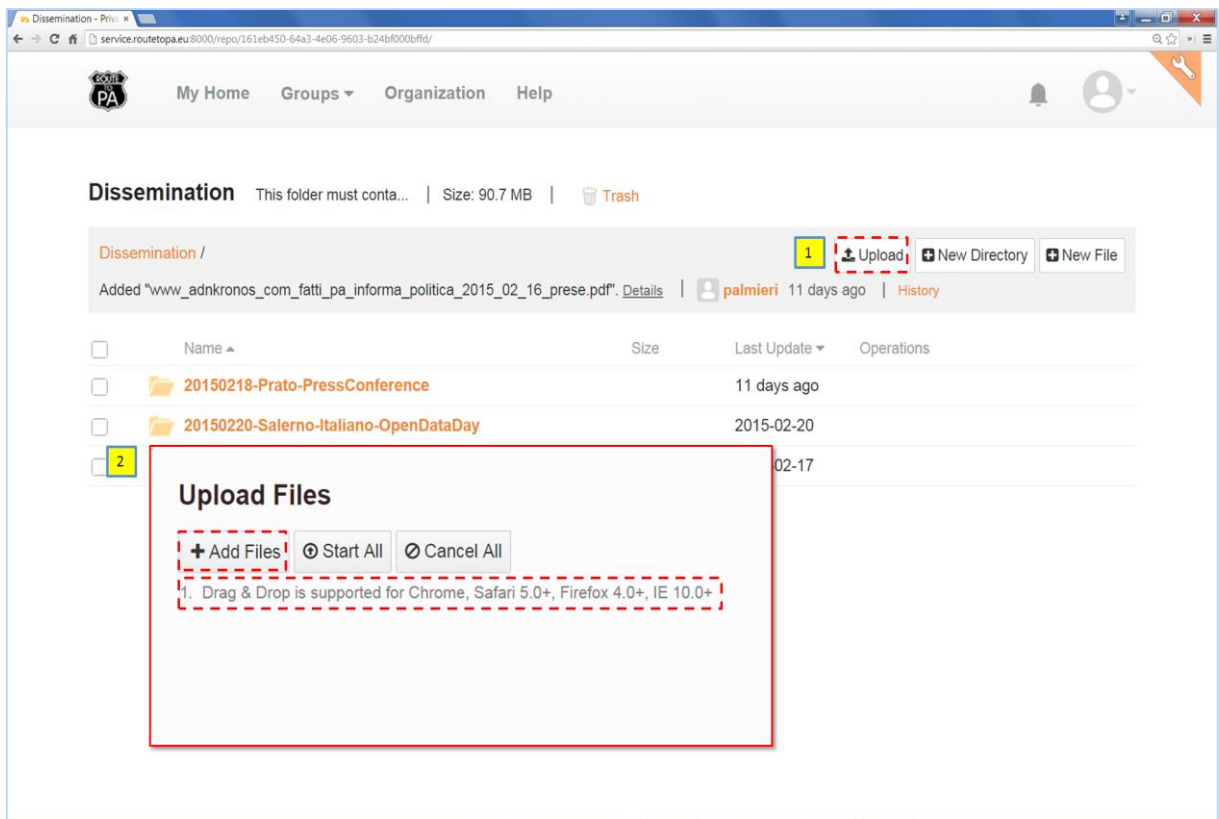 Dissemination - Priv
service.routetopa.eu:8000/repo/161eb450-64a3-4e06-9603-b24bf000bffd/
ROUTE TO PA
My Home Groups Organization Help
Dissemination This folder must conta... | Size: 90.7 MB | Trash
Dissemination / 1 Upload New Directory New File
Added "www_adnkronos_com_fatti_pa_informa_politica_2015_02_16_prese.pdf". Details | palmieri 11 days ago | History
Name Size Last Update Operations
20150218-Prato-PressConference 11 days ago
20150220-Salerno-Italiano-OpenDataDay 2015-02-20
2 -02-17
Upload Files
Add Files Start All Cancel All
1. Drag & Drop is supported for Chrome, Safari 5.0+, Firefox 4.0+, IE 10.0+